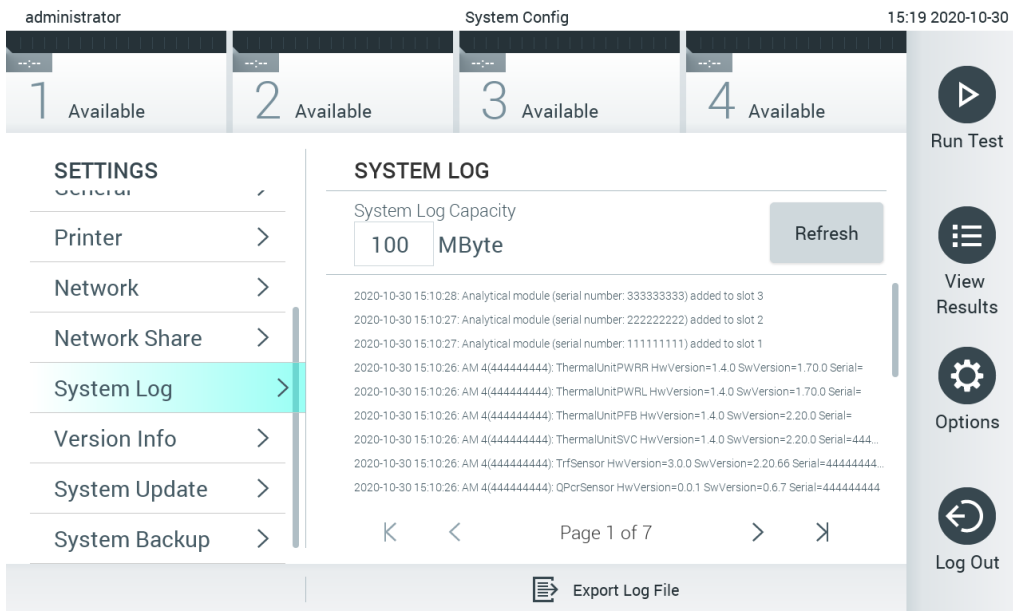 administrator
System Config
15:19 2020-10-30
--:--
1 Available
--:--
2 Available
--:--
3 Available
--:--
4 Available
Run Test
View
Results
Options
Log Out
SETTINGS
General
Printer
Network
Network Share
System Log
Version Info
System Update
System Backup
SYSTEM LOG
System Log Capacity
100 MByte
Refresh
2020-10-30 15:10:28: Analytical module (serial number: 333333333) added to slot 3
2020-10-30 15:10:27: Analytical module (serial number: 222222222) added to slot 2
2020-10-30 15:10:27: Analytical module (serial number: 111111111) added to slot 1
2020-10-30 15:10:26: AM 4(444444444): ThermalUnitPWRR HwVersion=1.4.0 SwVersion=1.70.0 Serial=
2020-10-30 15:10:26: AM 4(444444444): ThermalUnitPWRL HwVersion=1.4.0 SwVersion=1.70.0 Serial=
2020-10-30 15:10:26: AM 4(444444444): ThermalUnitPFB HwVersion=1.4.0 SwVersion=2.20.0 Serial=
2020-10-30 15:10:26: AM 4(444444444): ThermalUnitSVC HwVersion=1.4.0 SwVersion=2.20.0 Serial=444...
2020-10-30 15:10:26: AM 4(444444444): TrfSensor HwVersion=3.0.0 SwVersion=2.20.66 Serial=44444444...
2020-10-30 15:10:26: AM 4(444444444): QPcrSensor HwVersion=0.0.1 SwVersion=0.6.7 Serial=444444444
Page 1 of 7
Export Log File